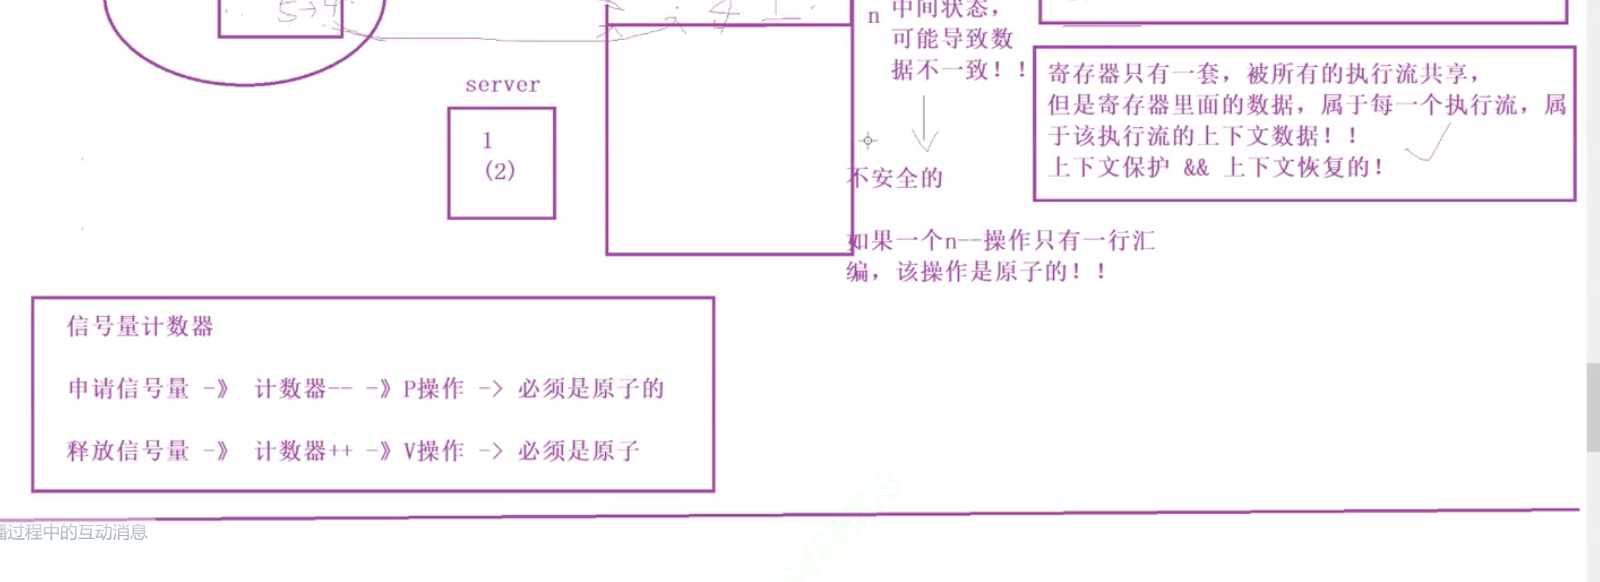 5→4
n
中间状态，
可能导致数
据不一致！！
server
1
(2)
寄存器只有一套，被所有的执行流共享，
但是寄存器里面的数据，属于每一个执行流，属
于该执行流的上下文数据！！
上下文保护 && 上下文恢复的！
不安全的
如果一个n--操作只有一行汇
编，该操作是原子的！！
信号量计数器
申请信号量 -》 计数器-- -》P操作 -> 必须是原子的
释放信号量 -》 计数器++ -》V操作 -> 必须是原子
播过程中的互动消息